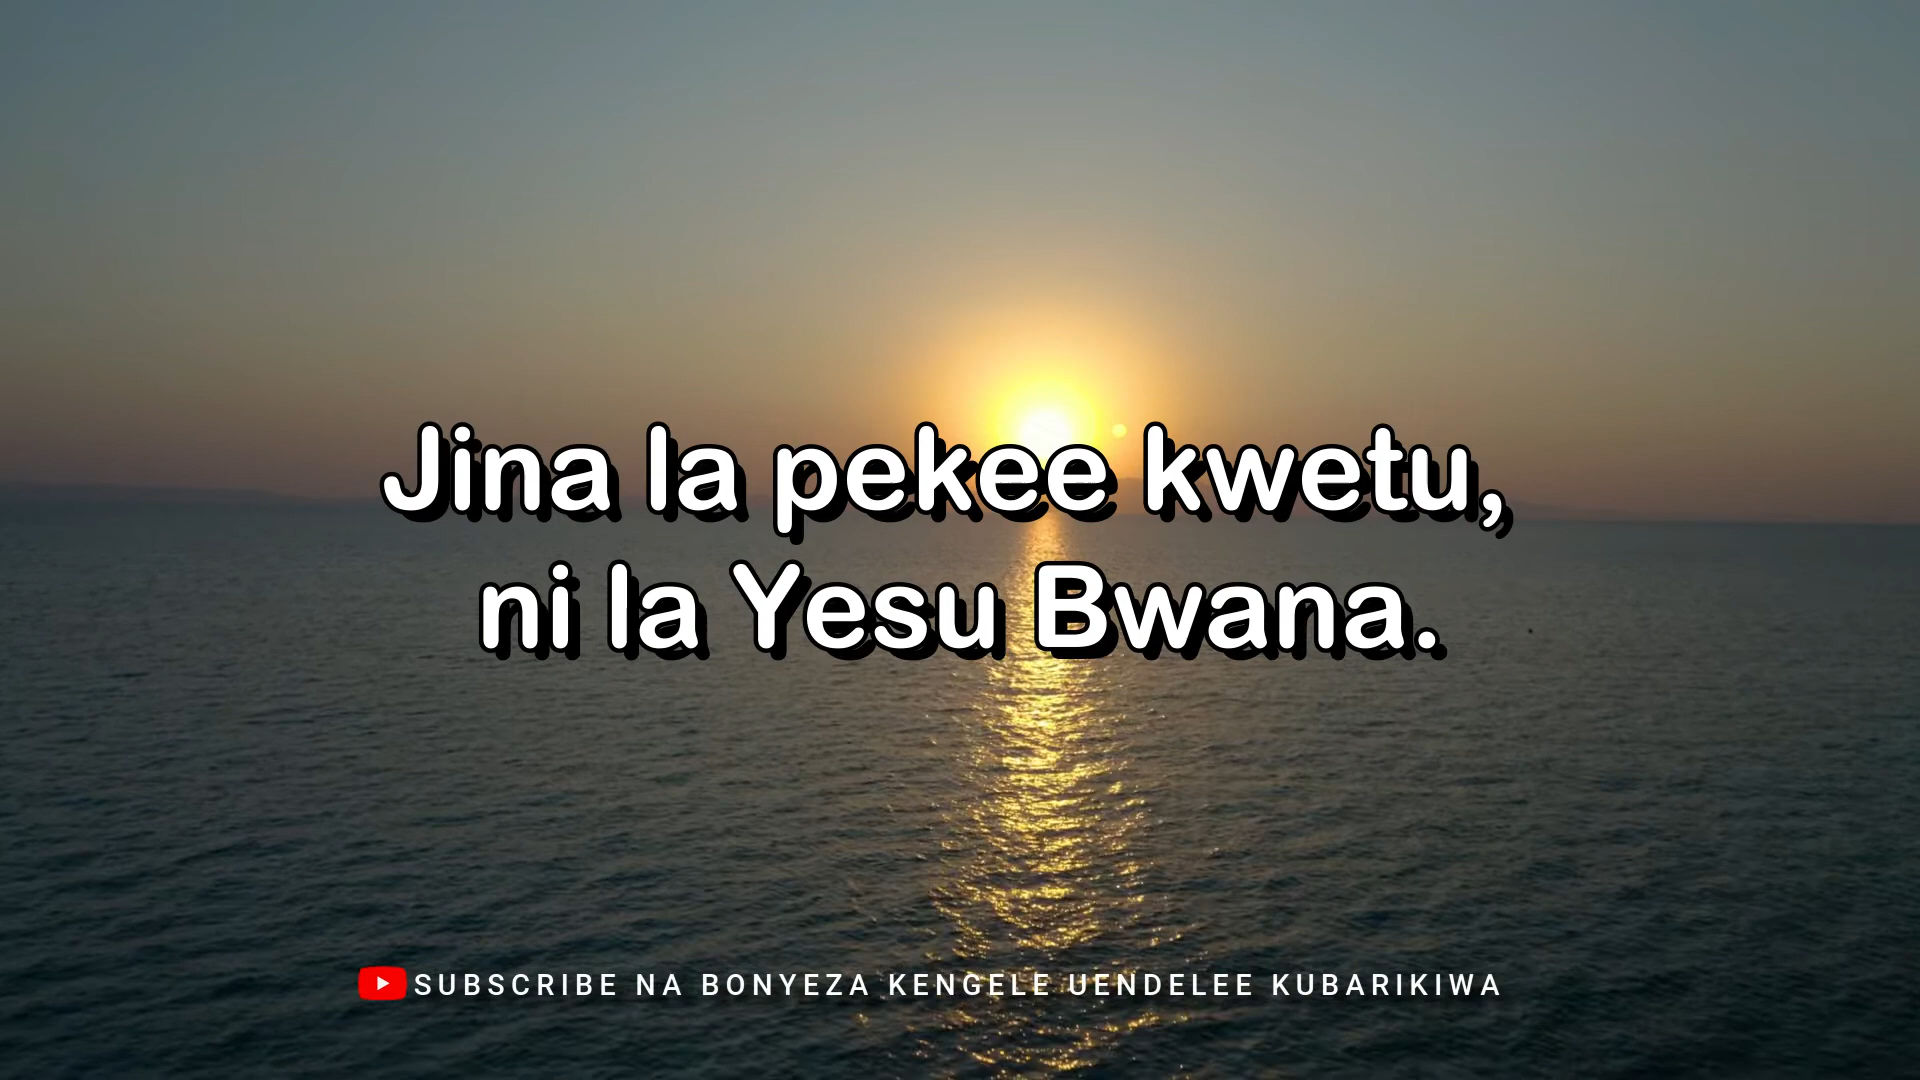 Jina la pekee kwetu,
ni la Yesu Bwana.
SUBSCRIBE NA BONYEZA KENGELE UENDELEE KUBARIKIWA